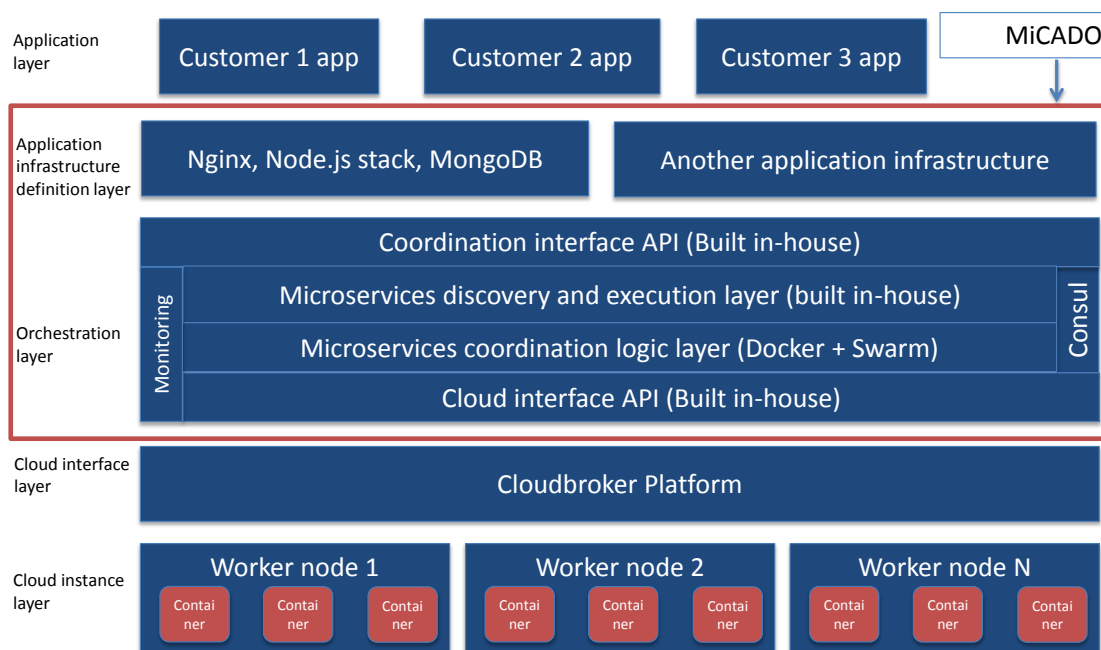 Application
layer
Customer 1 app
Customer 2 app
Customer 3 app
MiCADO
Application
infrastructure
definition layer
Nginx, Node.js stack, MongoDB
Another application infrastructure
Coordination interface API (Built in-house)
Orchestration
layer
Monitoring
Microservices discovery and execution layer (built in-house)
Microservices coordination logic layer (Docker + Swarm)
Consul
Cloud interface API (Built in-house)
Cloud interface
layer
Cloudbroker Platform
Cloud instance
layer
Worker node 1
Contai
ner
Contai
ner
Contai
ner
Worker node 2
Contai
ner
Contai
ner
Contai
ner
Worker node N
Contai
ner
Contai
ner
Contai
ner